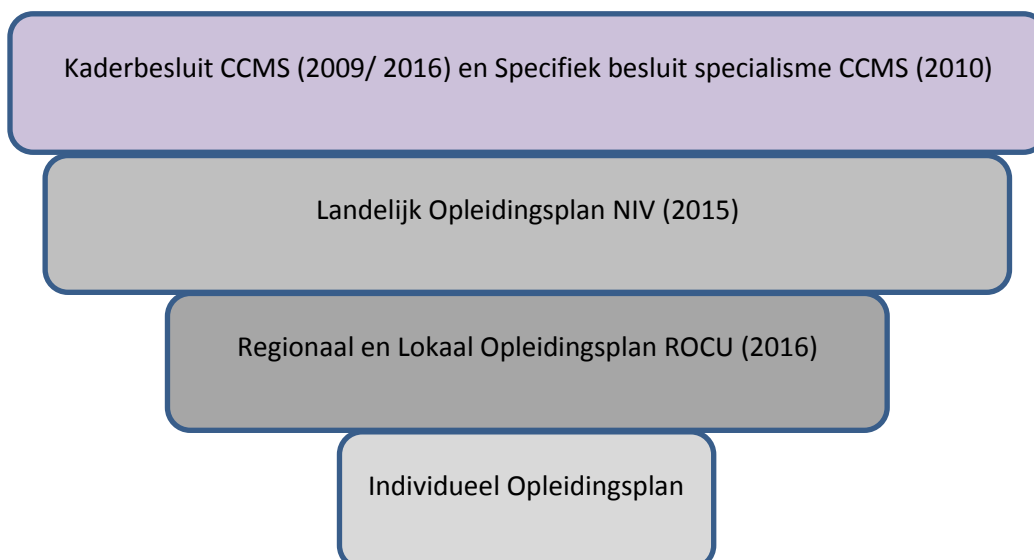 Kaderbesluit CCMS (2009/ 2016) en Specifiek besluit specialisme CCMS (2010)
Landelijk Opleidingsplan NIV (2015)
Regionaal en Lokaal Opleidingsplan ROCU (2016)
Individueel Opleidingsplan